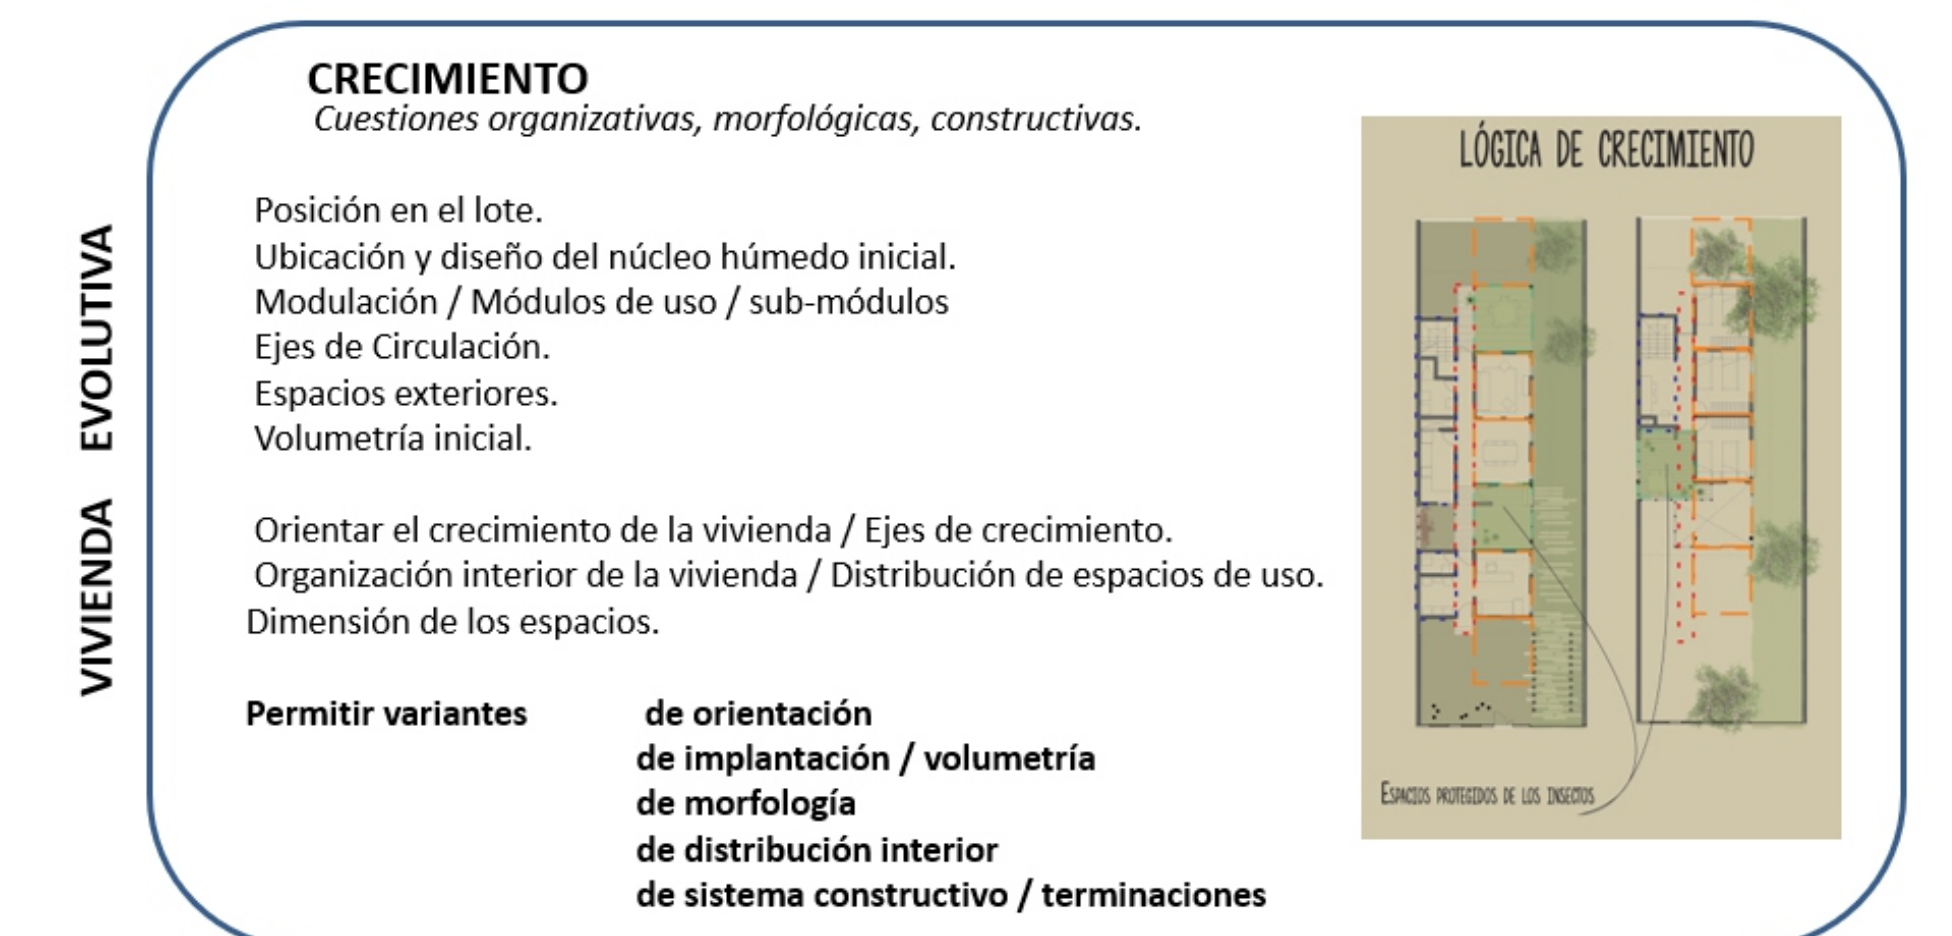 VIVIENDA EVOLUTIVA
CRECIMIENTO
Cuestiones organizativas, morfológicas, constructivas.
Posición en el lote.
Ubicación y diseño del núcleo húmedo inicial.
Modulación / Módulos de uso / sub-módulos
Ejes de Circulación.
Espacios exteriores.
Volumetría inicial.
Orientar el crecimiento de la vivienda / Ejes de crecimiento.
Organización interior de la vivienda / Distribución de espacios de uso.
Dimensión de los espacios.
Permitir variantes de orientación
de implantación / volumetría
de morfología
de distribución interior
de sistema constructivo / terminaciones
LÓGICA DE CRECIMIENTO
ESPACIOS PROTEGIDOS DE LOS INSECTOS